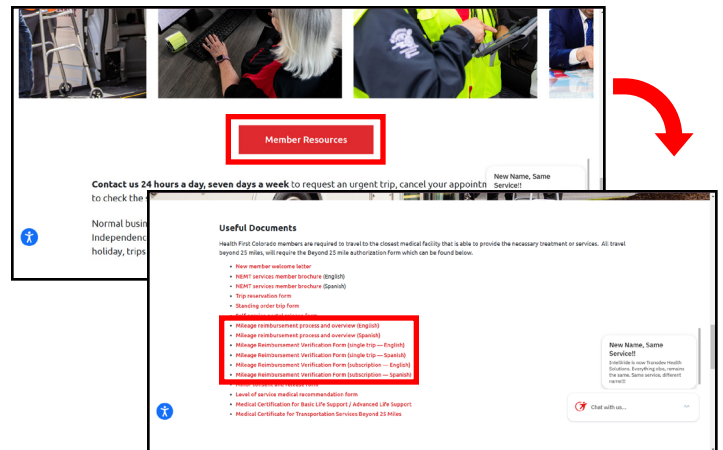 Member Resources
Contact us 24 hours a day, seven days a week to request an urgent trip, cancel your appointm
to check the
Normal busin
Independenc
holiday, trips
New Name, Same
Service!!
Useful Documents
Health First Colorado members are required to travel to the closest medical facility that is able to provide the necessary treatment or services. All travel
beyond 25 miles, will require the Beyond 25 mile authorization form which can be found below.
• New member welcome letter
• NEMT services member brochure (English)
• NEMT services member brochure (Spanish)
• Trip reservation form
• Standing order trip form
• Mileage reimbursement process and overview (English)
• Mileage reimbursement process and overview (Spanish)
• Mileage Reimbursement Verification Form (single trip — English)
• Mileage Reimbursement Verification Form (single trip — Spanish)
• Mileage Reimbursement Verification Form (subscription — English)
• Mileage Reimbursement Verification Form (subscription — Spanish)
• Level of service medical recommendation form
• Medical Certification for Basic Life Support / Advanced Life Support
• Medical Certificate for Transportation Services Beyond 25 Miles
New Name, Same
Service!!
IntelliRide is now Transdev Health
Solutions. Everything else, remains
the same. Same service, different
name!!!
Chat with us...